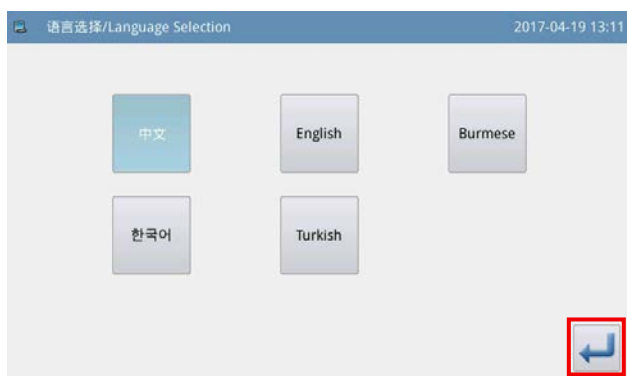 语言选择/Language Selection 2017-04-19 13:11
中文 English Burmese
한국어 Turkish